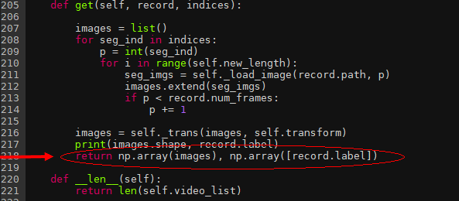 205 def get(self, record, indices):
206
207 images = list()
208 for seg_ind in indices:
209 p = int(seg_ind)
210 for i in range(self.new_length):
211 seg_imgs = self._load_image(record.path, p)
212 images.extend(seg_imgs)
213 if p < record.num_frames:
214 p += 1
215
216 images = self._trans(images, self.transform)
217 print(images.shape, record.label)
218 return np.array(images), np.array([record.label])
219
220 def __len__(self):
221 return len(self.video_list)